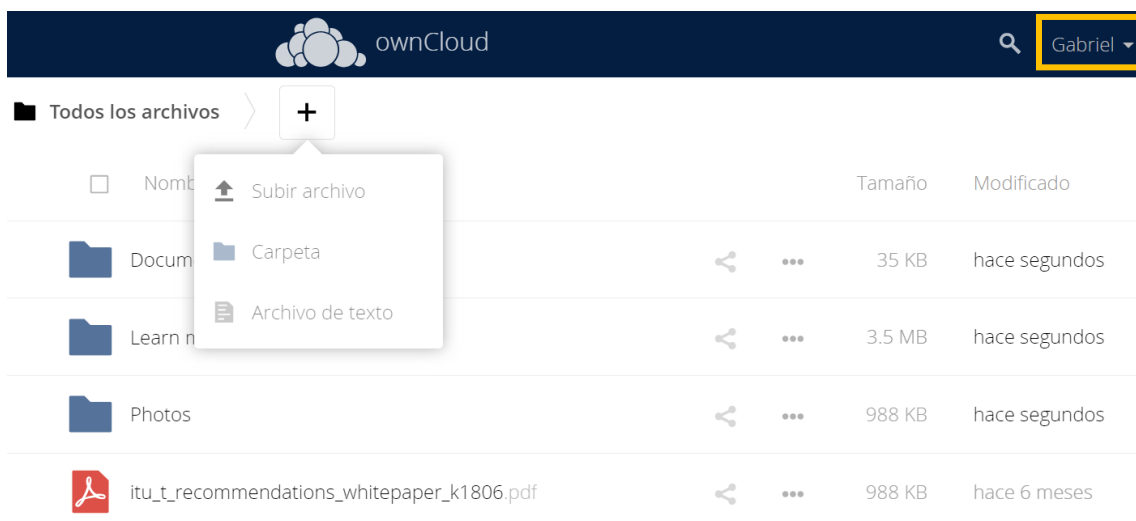 ownCloud
Gabriel
Todos los archivos
+
Tamaño Modificado
Subir archivo
Carpeta
35 KB hace segundos
Archivo de texto
Learn
3.5 MB hace segundos
Photos 988 KB hace segundos
itu_t_recommendations_whitepaper_k1806.pdf 988 KB hace 6 meses